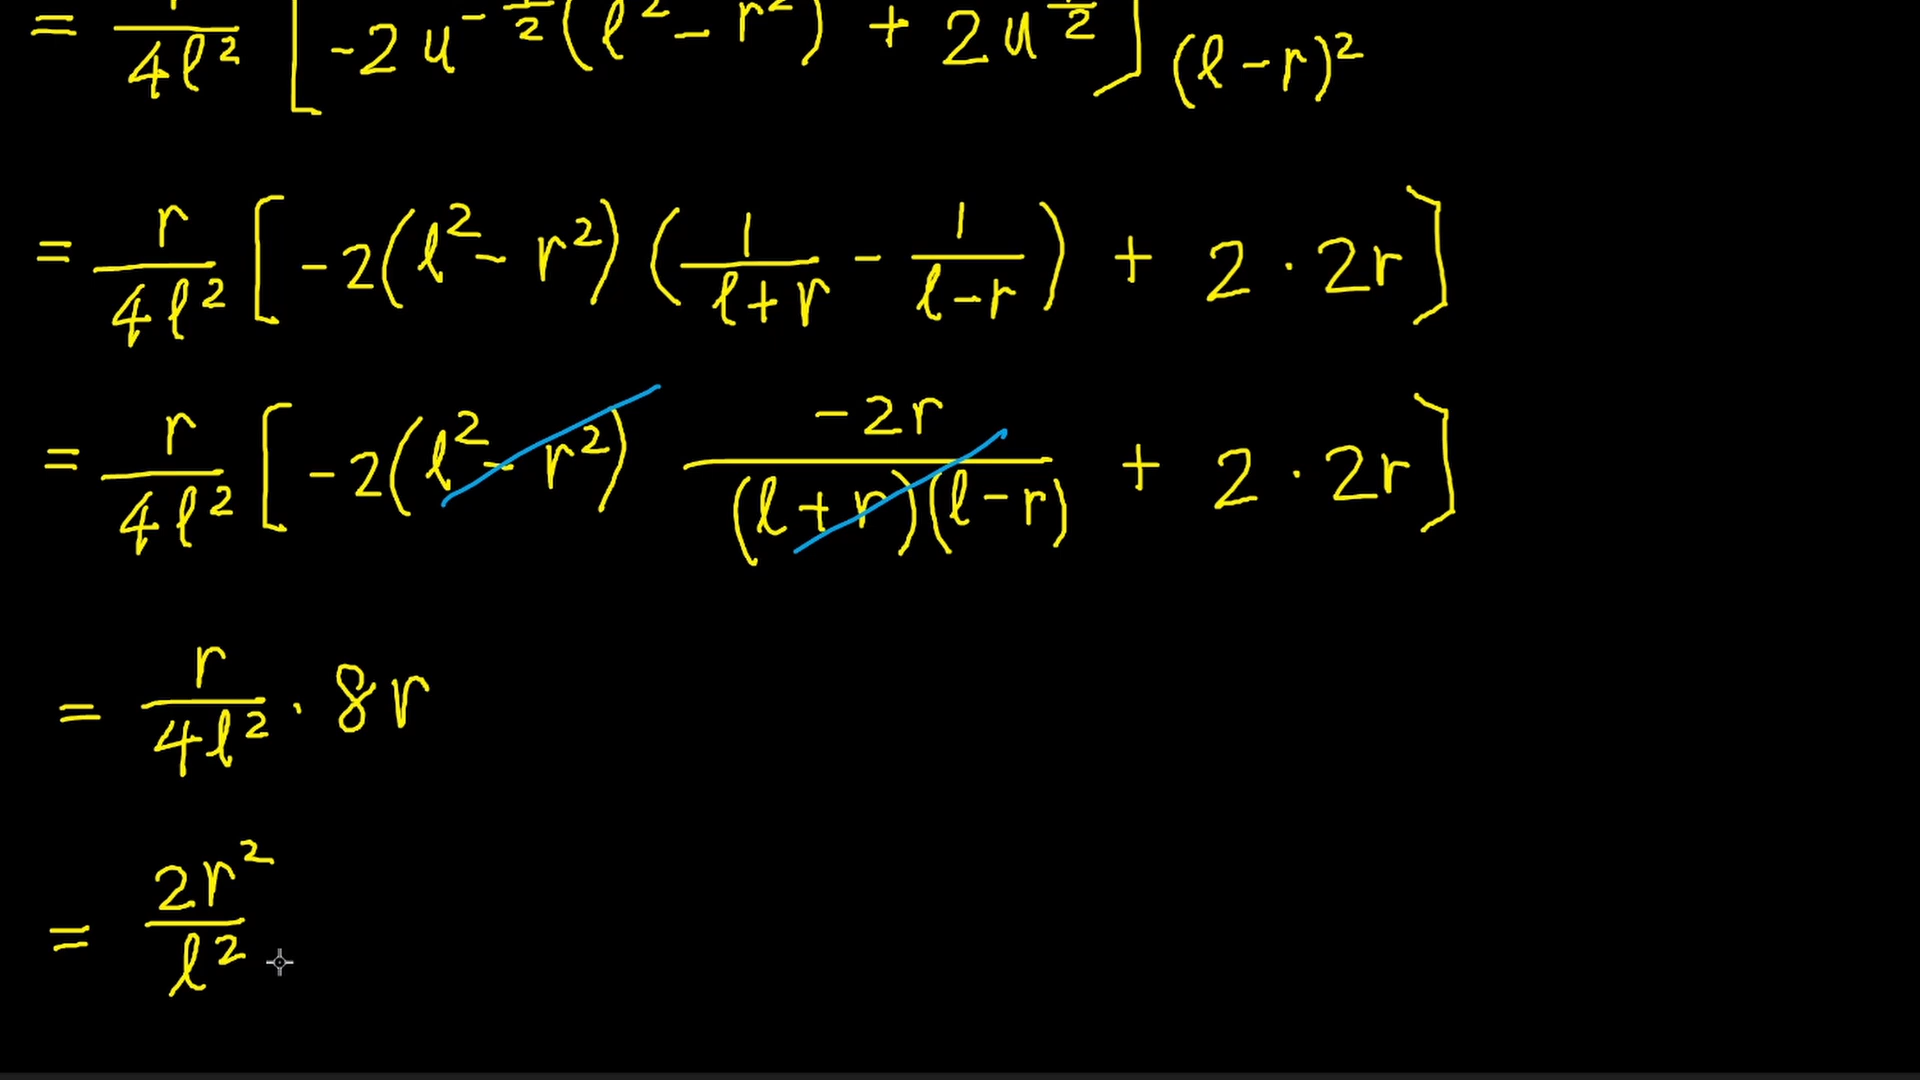 = r/4ℓ² [-2u^(-1/2)(ℓ² - r²) + 2u^(1/2)]_(ℓ-r)²
= r/4ℓ² [-2(ℓ² - r²)(1/(ℓ+r) - 1/(ℓ-r)) + 2 · 2r]
= r/4ℓ² [-2(ℓ² - r²) -2r/((ℓ+r)(ℓ-r)) + 2 · 2r]
= r/4ℓ² · 8r
= 2r²/ℓ²